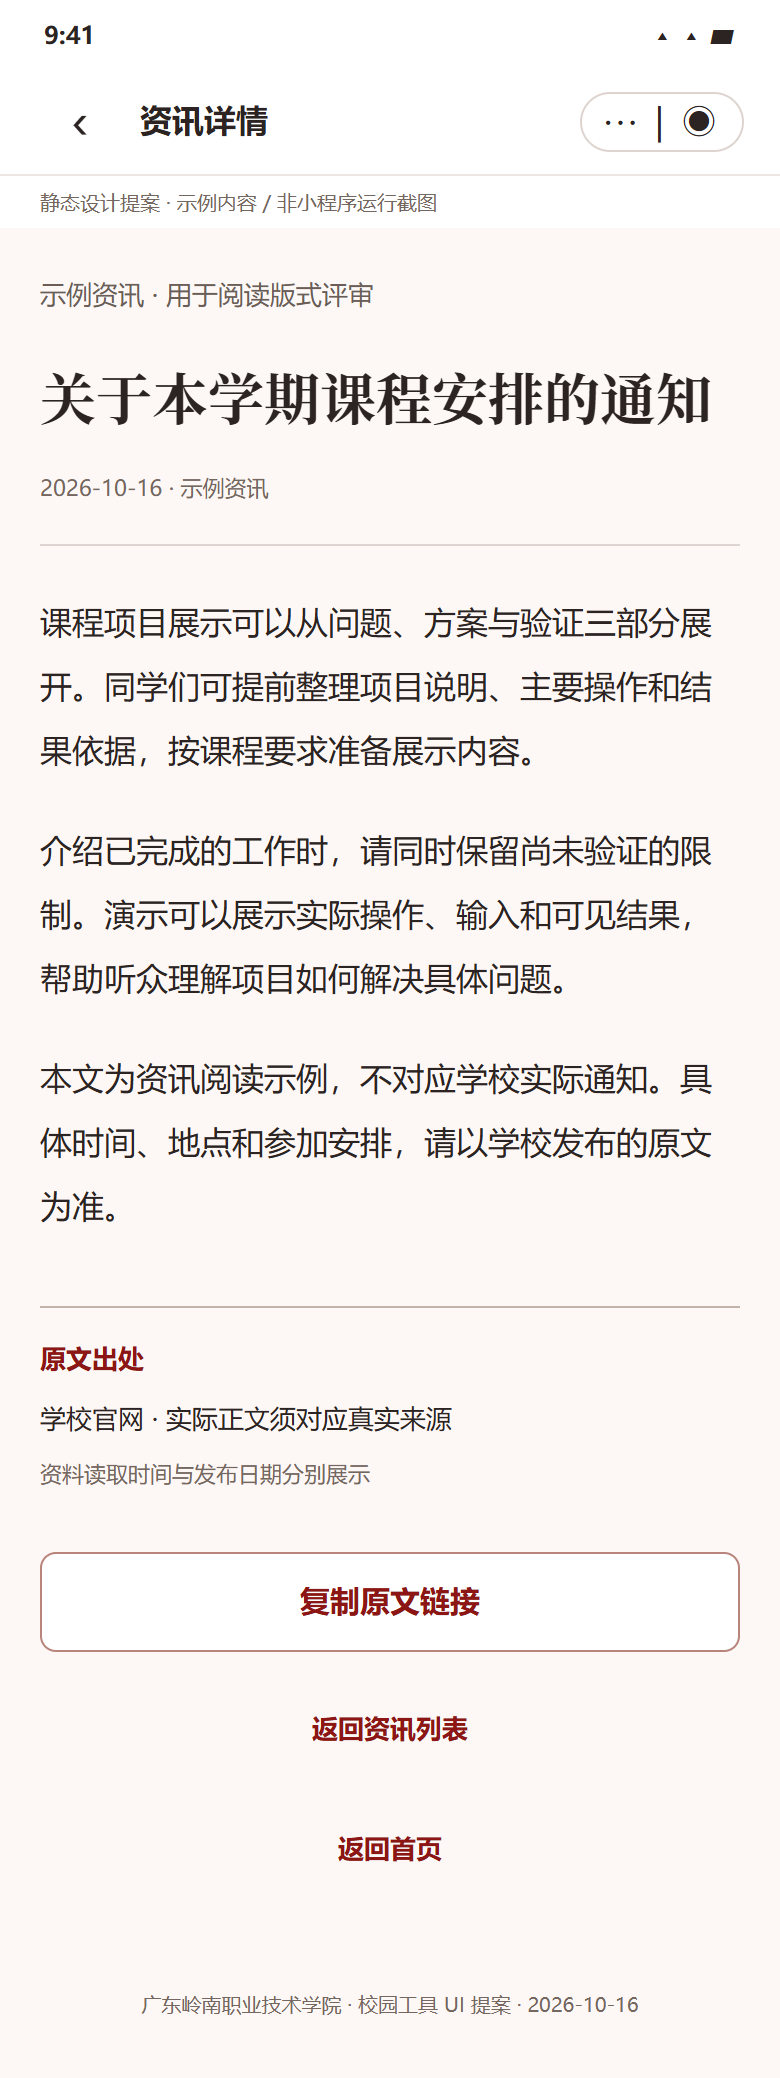 9:41
资讯详情
静态设计提案 · 示例内容 / 非小程序运行截图
示例资讯 · 用于阅读版式评审
关于本学期课程安排的通知
2026-10-16 · 示例资讯
课程项目展示可以从问题、方案与验证三部分展
开。同学们可提前整理项目说明、主要操作和结
果依据，按课程要求准备展示内容。
介绍已完成的工作时，请同时保留尚未验证的限
制。演示可以展示实际操作、输入和可见结果，
帮助听众理解项目如何解决具体问题。
本文为资讯阅读示例，不对应学校实际通知。具
体时间、地点和参加安排，请以学校发布的原文
为准。
原文出处
学校官网 · 实际正文须对应真实来源
资料读取时间与发布日期分别展示
复制原文链接
返回资讯列表
返回首页
广东岭南职业技术学院 · 校园工具 UI 提案 · 2026-10-16